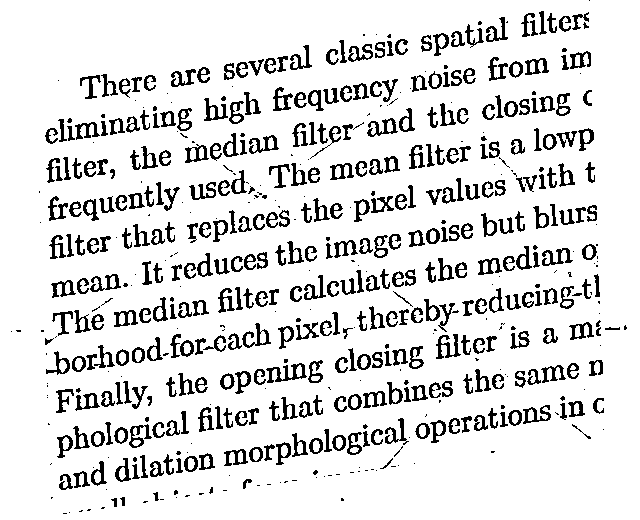 There are several classic spatial filters
eliminating high frequency noise from im
filter, the median filter and the closing
frequently used. The mean filter is a lowp
filter that replaces the pixel values with t
mean. It reduces the image noise but blurs
The median filter calculates the median o
borhood for each pixel, thereby reducing t
Finally, the opening closing filter is a ma
phological filter that combines the same
and dilation morphological operations in